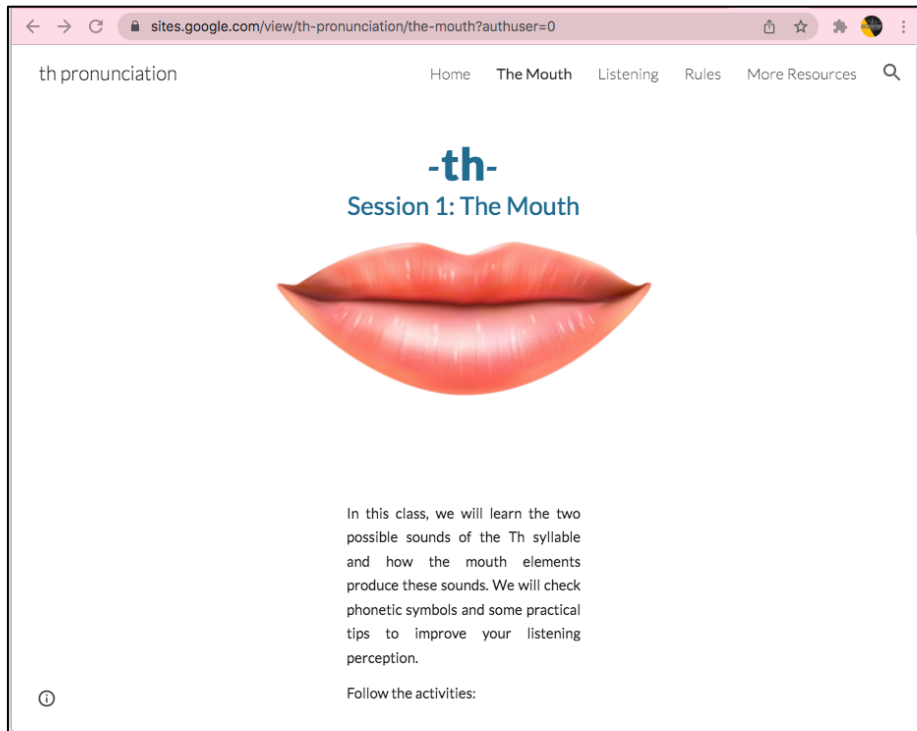 sites.google.com/view/th-pronunciation/the-mouth?authuser=0
th pronunciation Home The Mouth Listening Rules More Resources
-th-
Session 1: The Mouth
In this class, we will learn the two
possible sounds of the Th syllable
and how the mouth elements
produce these sounds. We will check
phonetic symbols and some practical
tips to improve your listening
perception.
Follow the activities: